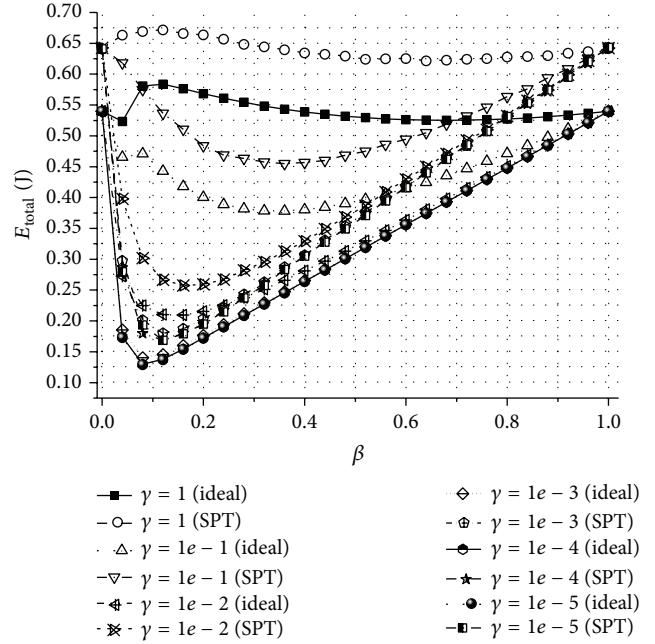 0.70
0.65
0.60
0.55
0.50
0.45
0.40
0.35
0.30
0.25
0.20
0.15
0.10
E_total (J)
0.0 0.2 0.4 0.6 0.8 1.0
β
γ = 1 (ideal)
γ = 1 (SPT)
γ = 1e − 1 (ideal)
γ = 1e − 1 (SPT)
γ = 1e − 2 (ideal)
γ = 1e − 2 (SPT)
γ = 1e − 3 (ideal)
γ = 1e − 3 (SPT)
γ = 1e − 4 (ideal)
γ = 1e − 4 (SPT)
γ = 1e − 5 (ideal)
γ = 1e − 5 (SPT)